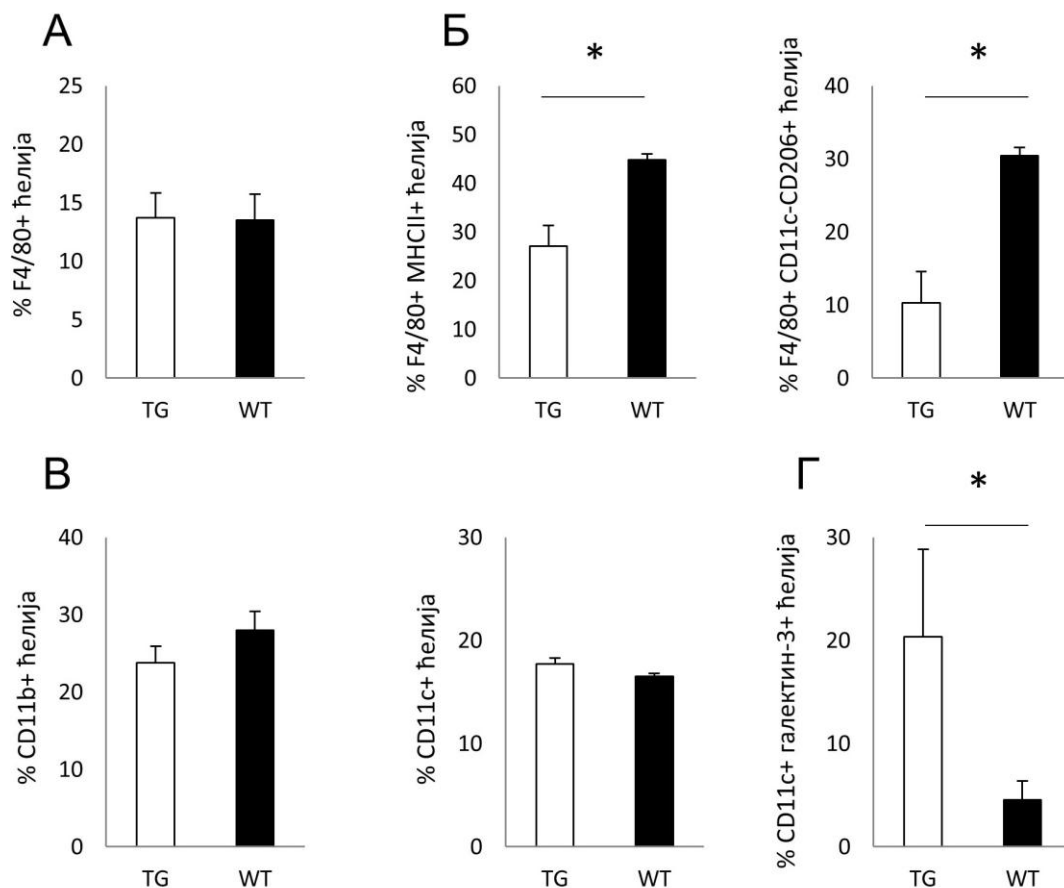 А
% F4/80+ ћелија
25
20
15
10
5
0
TG WT
Б
*
% F4/80+ MHCII+ ћелија
60
50
40
30
20
10
0
TG WT
*
% F4/80+ CD11c-CD206+ ћелија
40
30
20
10
0
TG WT
В
% CD11b+ ћелија
40
30
20
10
0
TG WT
% CD11c+ ћелија
30
20
10
0
TG WT
Г
*
% CD11c+ галектин-3+ ћелија
30
20
10
0
TG WT